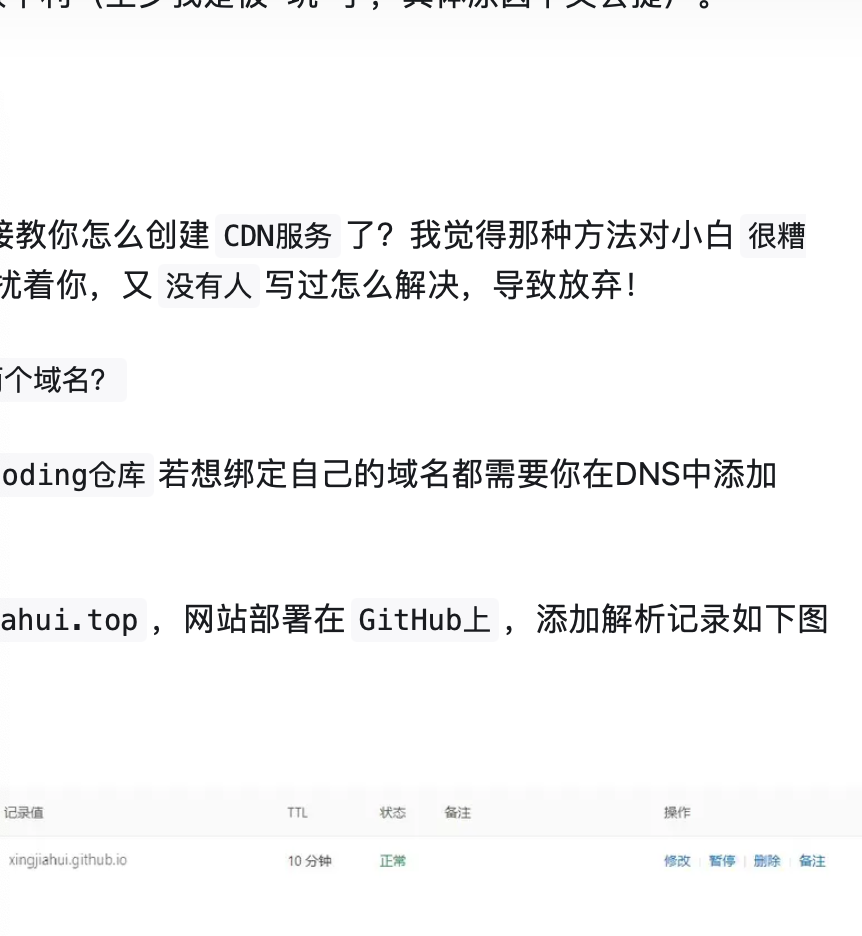 接教你怎么创建 CDN服务 了？我觉得那种方法对小白 很糟
扰着你，又 没有人 写过怎么解决，导致放弃！
个域名？
oding仓库 若想绑定自己的域名都需要你在DNS中添加
ahui.top ，网站部署在 GitHub上 ，添加解析记录如下图
记录值 TTL 状态 备注 操作
xingjiahui.github.io 10 分钟 正常 修改 暂停 删除 备注